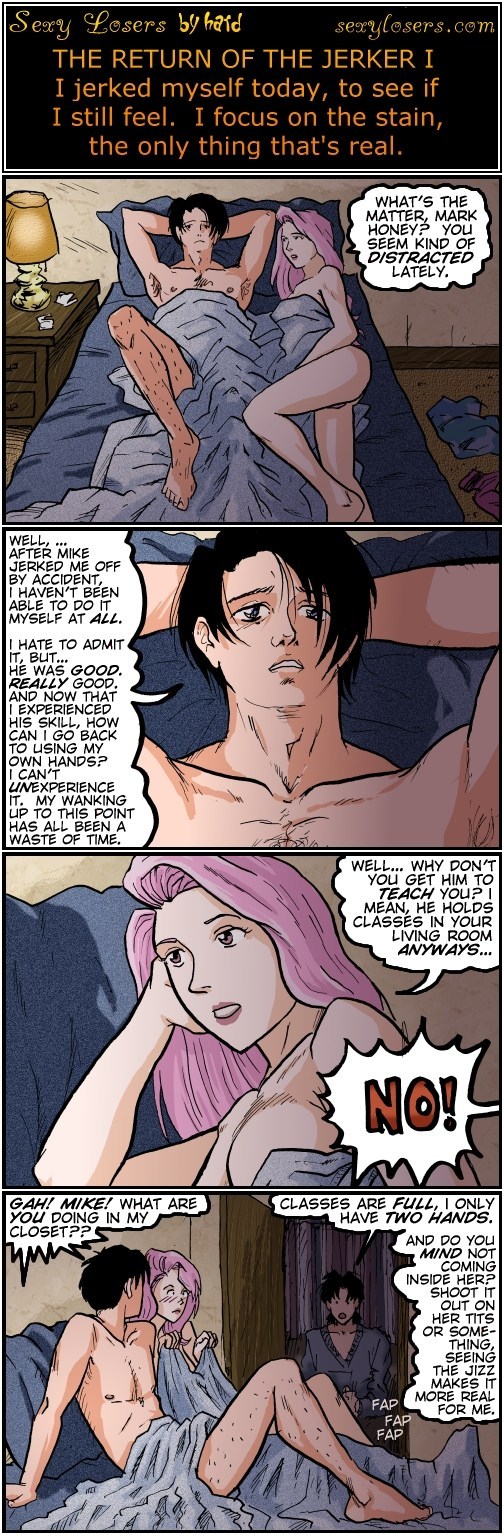 Sexy Losers by hard
sexylosers.com
THE RETURN OF THE JERKER I
I jerked myself today, to see if
I still feel. I focus on the stain,
the only thing that's real.
WHAT'S THE
MATTER, MARK
HONEY? YOU
SEEM KIND OF
DISTRACTED
LATELY.
WELL, ...
AFTER MIKE
JERKED ME OFF
BY ACCIDENT,
I HAVEN'T BEEN
ABLE TO DO IT
MYSELF AT ALL.
I HATE TO ADMIT
IT, BUT...
HE WAS GOOD.
REALLY GOOD.
AND NOW THAT
I EXPERIENCED
HIS SKILL, HOW
CAN I GO BACK
TO USING MY
OWN HANDS?
I CAN'T
UNEXPERIENCE
IT. MY WANKING
UP TO THIS POINT
HAS ALL BEEN A
WASTE OF TIME.
WELL... WHY DON'T
YOU GET HIM TO
TEACH YOU? I
MEAN, HE HOLDS
CLASSES IN YOUR
LIVING ROOM
ANYWAYS...
NO!
GAH! MIKE! WHAT ARE
YOU DOING IN MY
CLOSET??
CLASSES ARE FULL, I ONLY
HAVE TWO HANDS.
AND DO YOU
MIND NOT
COMING
INSIDE HER?
SHOOT IT
OUT ON
HER TITS
OR SOME-
THING,
SEEING
THE JIZZ
MAKES IT
MORE REAL
FOR ME.
FAP
FAP
FAP